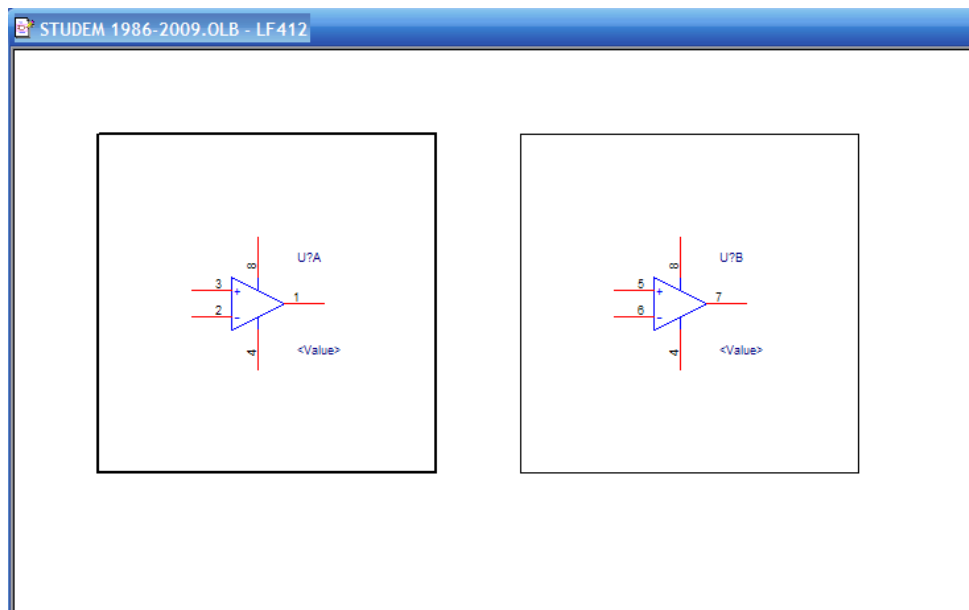 STUDEM 1986-2009.OLB - LF412
U?A
8
3
+
1
2
-
4
<Value>
U?B
8
5
+
7
6
-
4
<Value>